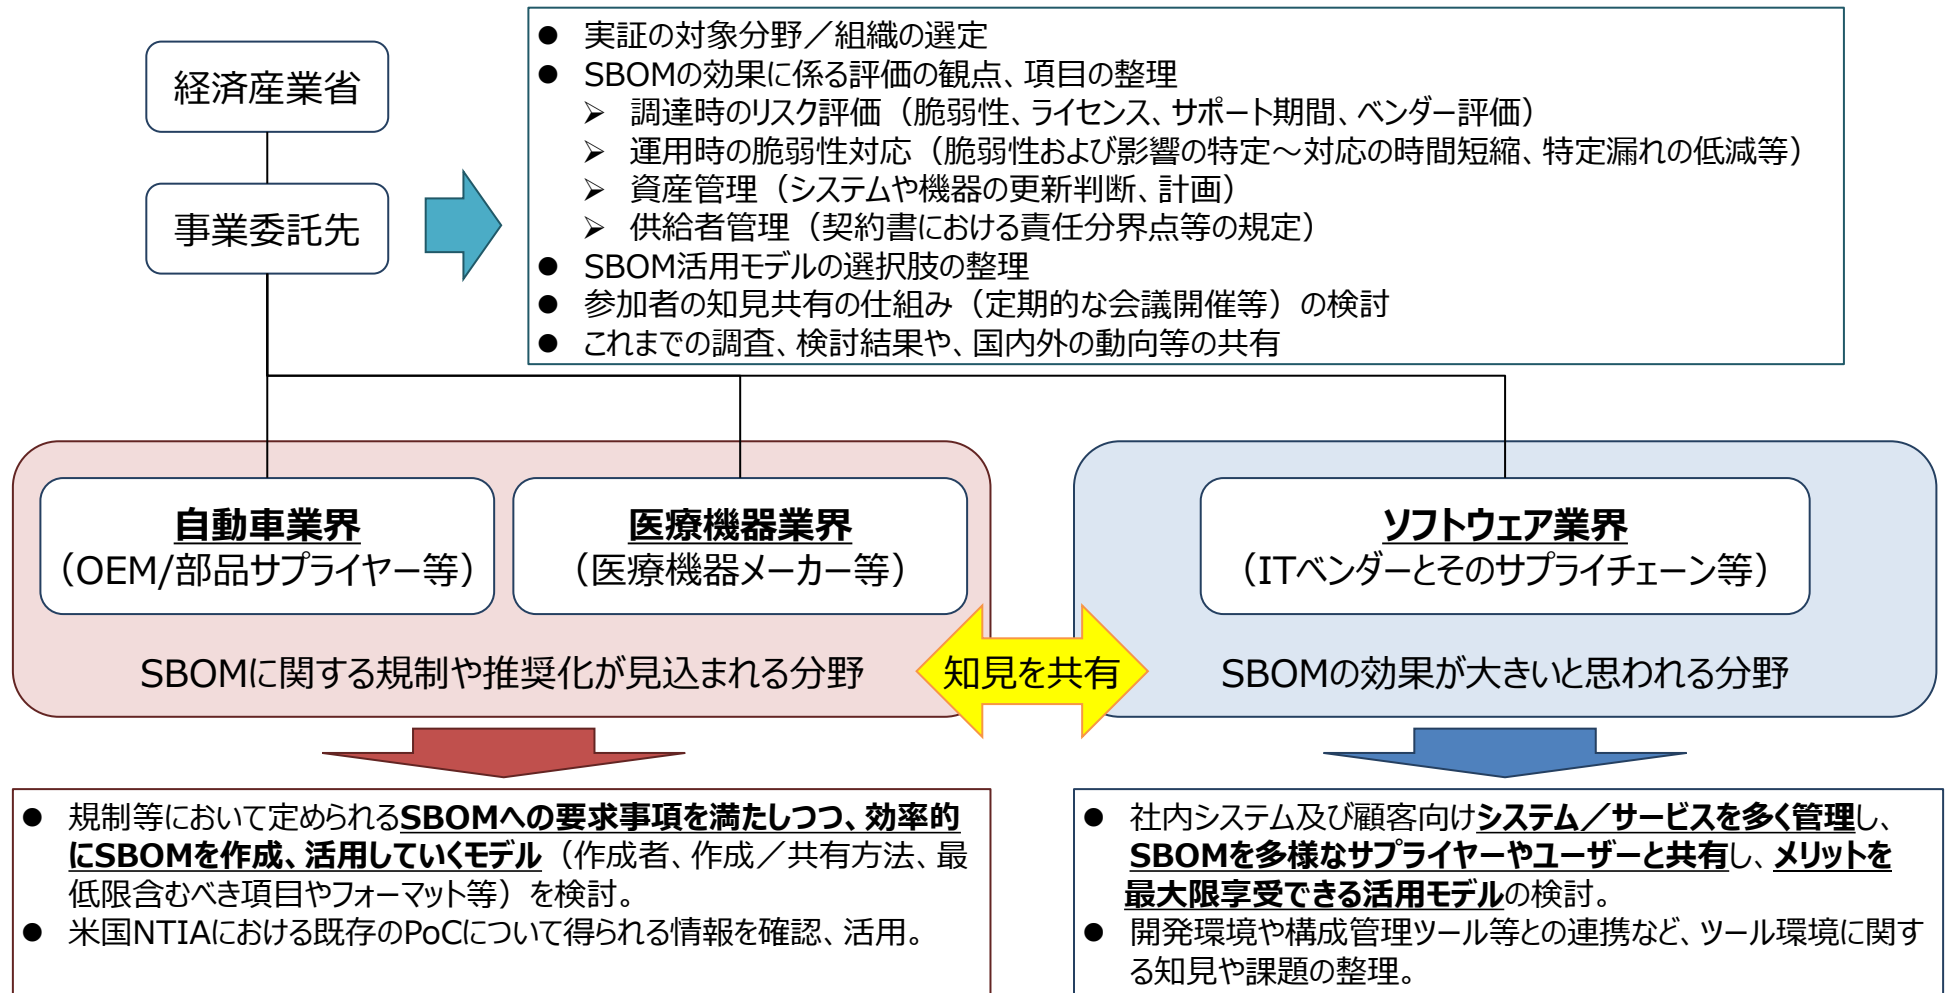 経済産業省
事業委託先
● 実証の対象分野／組織の選定
● SBOMの効果に係る評価の観点、項目の整理
➢ 調達時のリスク評価（脆弱性、ライセンス、サポート期間、ベンダー評価）
➢ 運用時の脆弱性対応（脆弱性および影響の特定～対応の時間短縮、特定漏れの低減等）
➢ 資産管理（システムや機器の更新判断、計画）
➢ 供給者管理（契約書における責任分界点等の規定）
● SBOM活用モデルの選択肢の整理
● 参加者の知見共有の仕組み（定期的な会議開催等）の検討
● これまでの調査、検討結果や、国内外の動向等の共有
自動車業界
（OEM/部品サプライヤー等）
医療機器業界
（医療機器メーカー等）
ソフトウェア業界
（ITベンダーとそのサプライチェーン等）
SBOMに関する規制や推奨化が見込まれる分野
知見を共有
SBOMの効果が大きいと思われる分野
● 規制等において定められるSBOMへの要求事項を満たしつつ、効率的
にSBOMを作成、活用していくモデル（作成者、作成／共有方法、最
低限含むべき項目やフォーマット等）を検討。
● 米国NTIAにおける既存のPoCについて得られる情報を確認、活用。
● 社内システム及び顧客向けシステム／サービスを多く管理し、
SBOMを多様なサプライヤーやユーザーと共有し、メリットを
最大限享受できる活用モデルの検討。
● 開発環境や構成管理ツール等との連携など、ツール環境に関す
る知見や課題の整理。